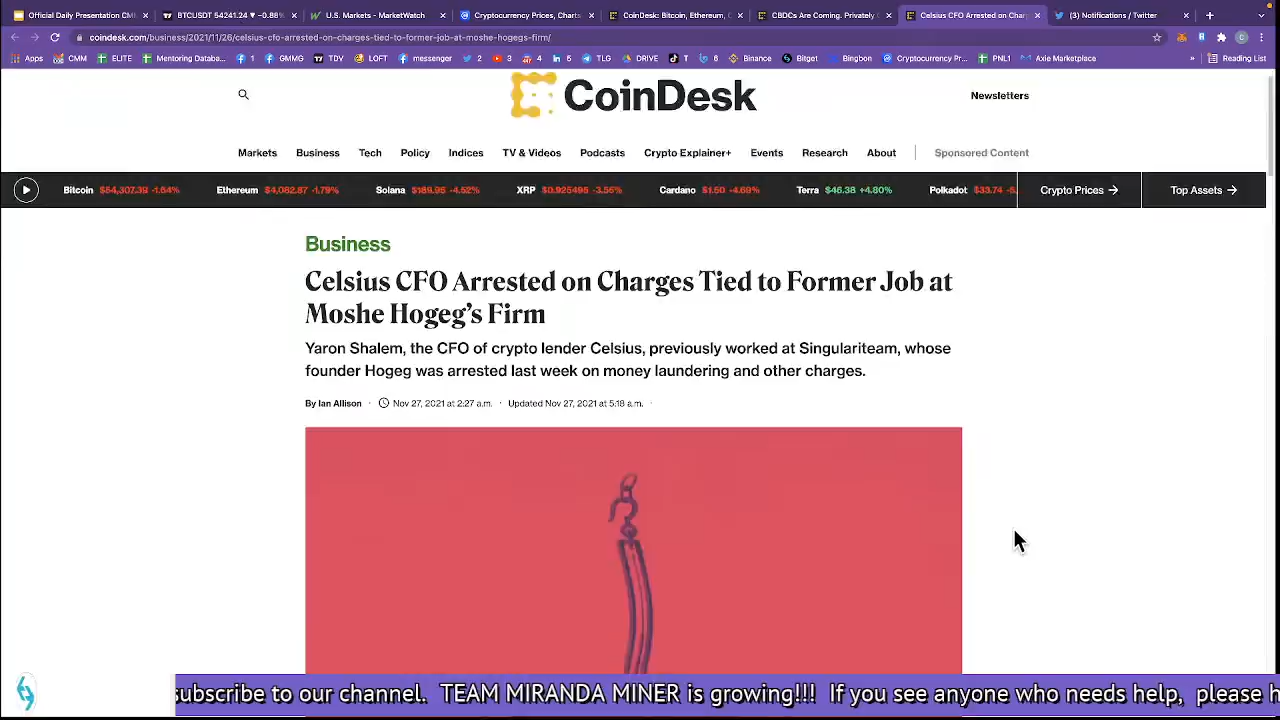 Official Daily Presentation CM
BTCUSDT 54241.24 ▼ −0.88%
U.S. Markets - MarketWatch
Cryptocurrency Prices, Charts
CoinDesk: Bitcoin, Ethereum, C
CBDCs Are Coming. Privately
Celsius CFO Arrested on Char
(3) Notifications / Twitter
coindesk.com/business/2021/11/26/celsius-cfo-arrested-on-charges-tied-to-former-job-at-moshe-hogegs-firm/
Apps CMM ELITE Mentoring Databa... 1 GMMG TDV LOFT messenger 2 3 4 5 TLG DRIVE T 6 Binance Bitget Bingbon Cryptocurrency Pr... PNL! Axie Marketplace » Reading List
CoinDesk
Newsletters
Markets Business Tech Policy Indices TV & Videos Podcasts Crypto Explainer+ Events Research About Sponsored Content
Bitcoin $54,307.39 -1.64% Ethereum $4,082.87 -1.79% Solana $189.95 -4.52% XRP $0.925495 -3.56% Cardano $1.50 -4.69% Terra $46.38 +4.80% Polkadot $33.74 -5. Crypto Prices → Top Assets →
Business
Celsius CFO Arrested on Charges Tied to Former Job at
Moshe Hogeg’s Firm
Yaron Shalem, the CFO of crypto lender Celsius, previously worked at Singulariteam, whose
founder Hogeg was arrested last week on money laundering and other charges.
By Ian Allison · Nov 27, 2021 at 2:27 a.m. · Updated Nov 27, 2021 at 5:18 a.m. ·
subscribe to our channel. TEAM MIRANDA MINER is growing!!! If you see anyone who needs help, please h